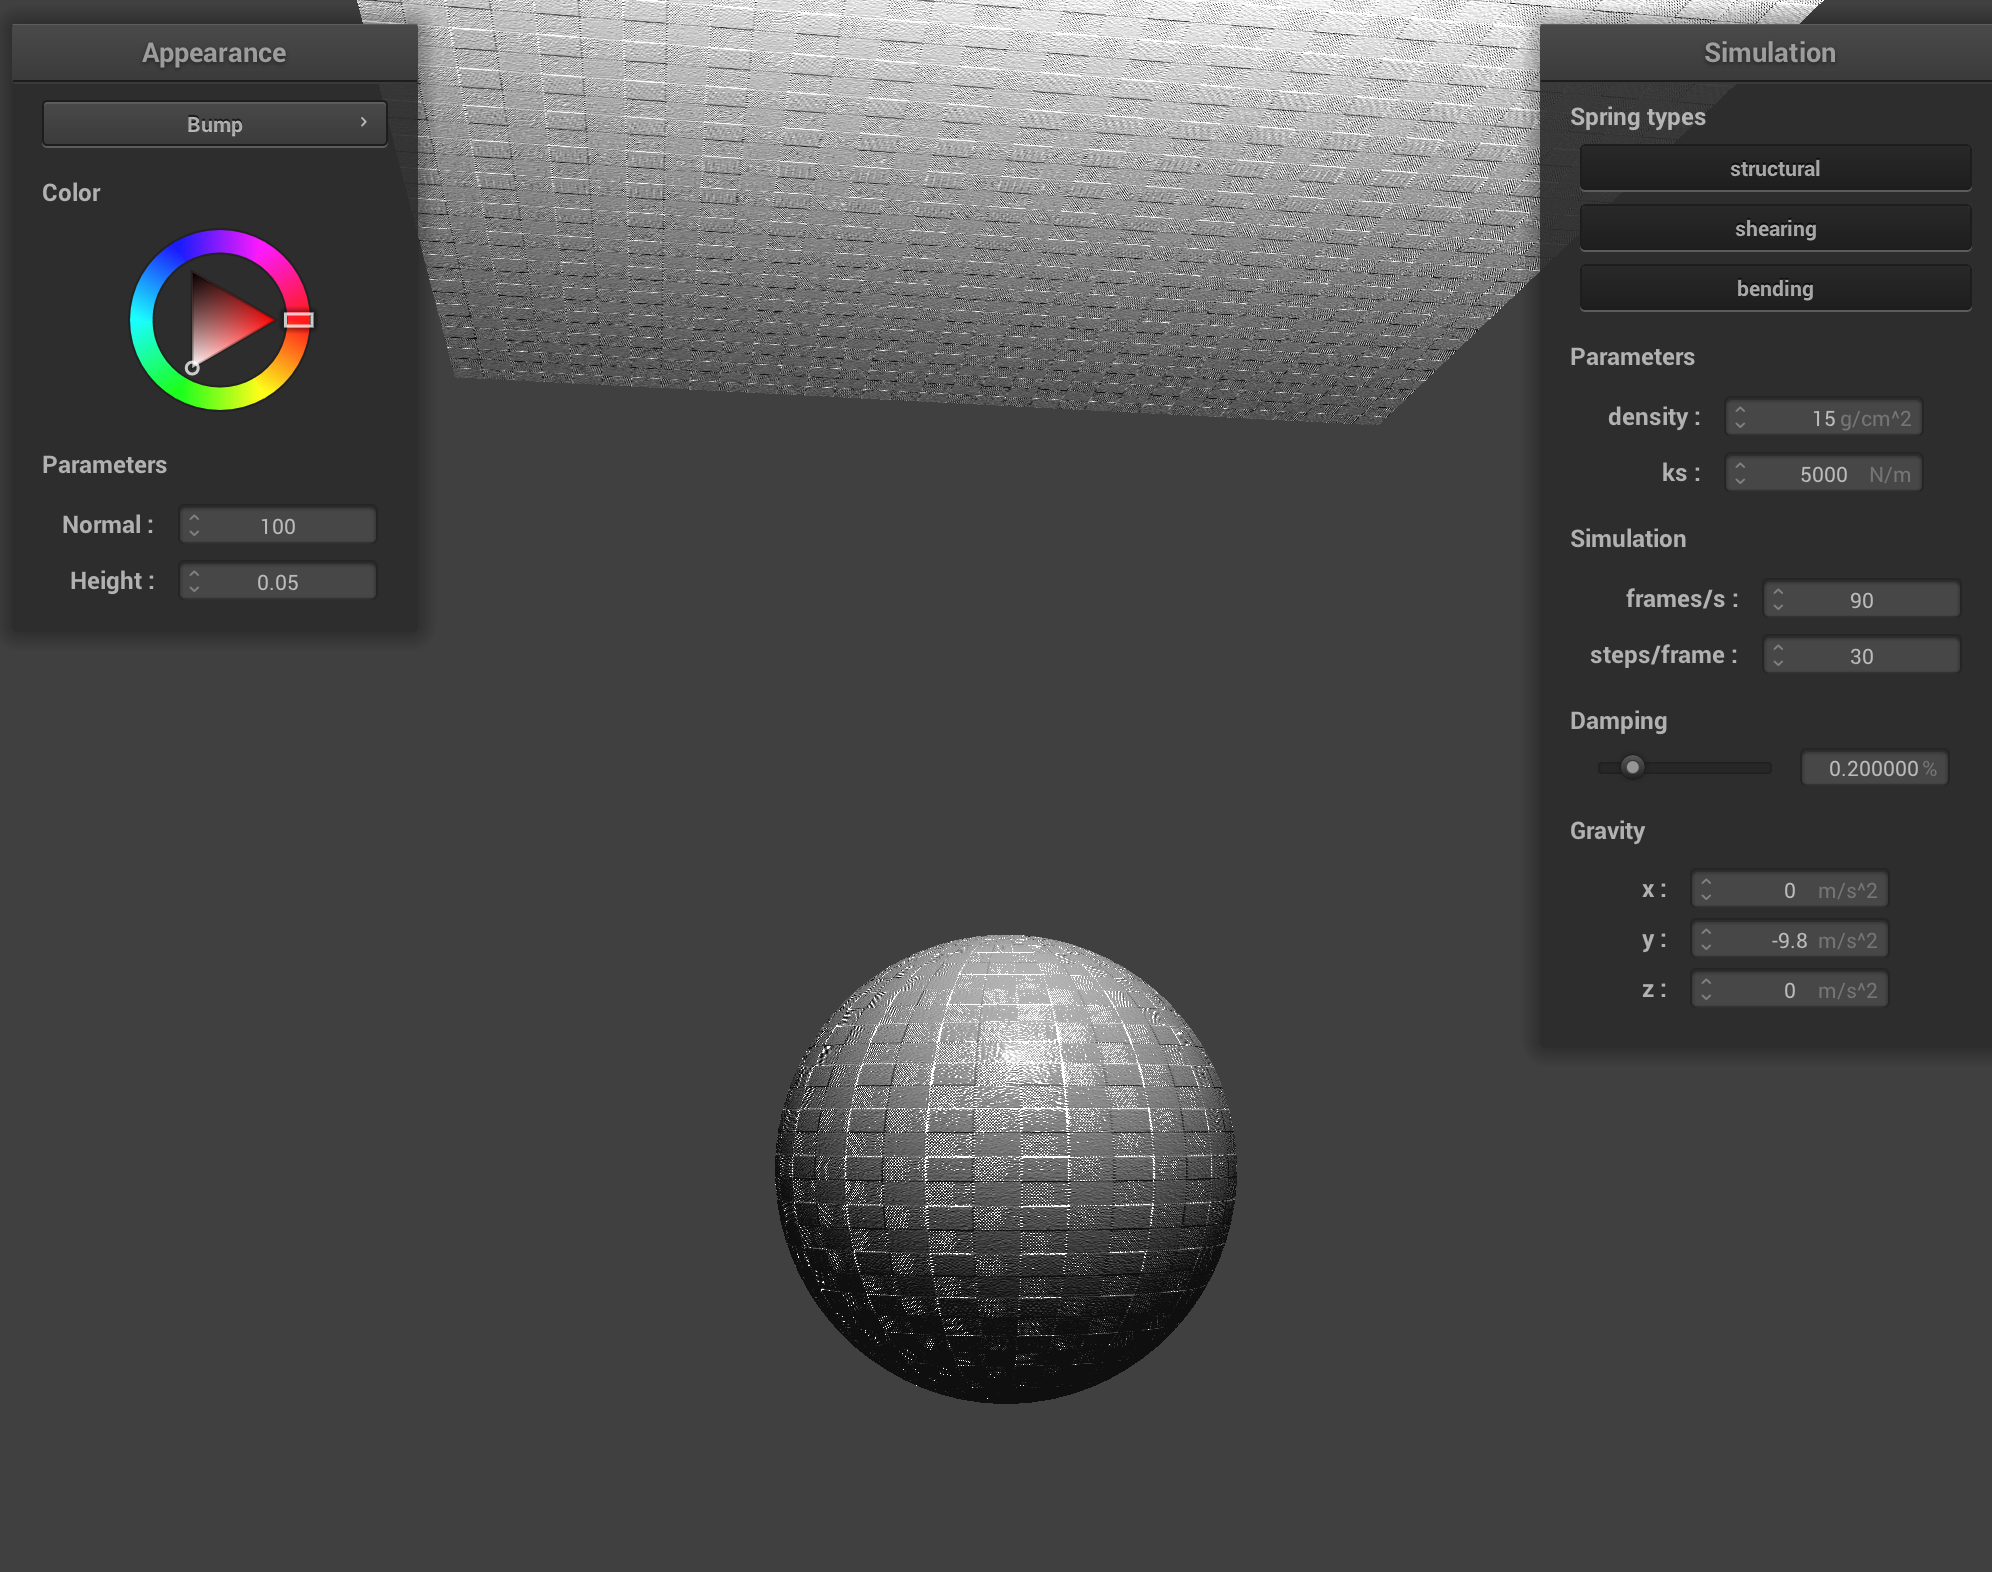 Appearance
Bump
Color
Parameters
Normal : 100
Height : 0.05
Simulation
Spring types
structural
shearing
bending
Parameters
density : 15 g/cm^2
ks : 5000 N/m
Simulation
frames/s : 90
steps/frame : 30
Damping
0.200000 %
Gravity
x : 0 m/s^2
y : -9.8 m/s^2
z : 0 m/s^2